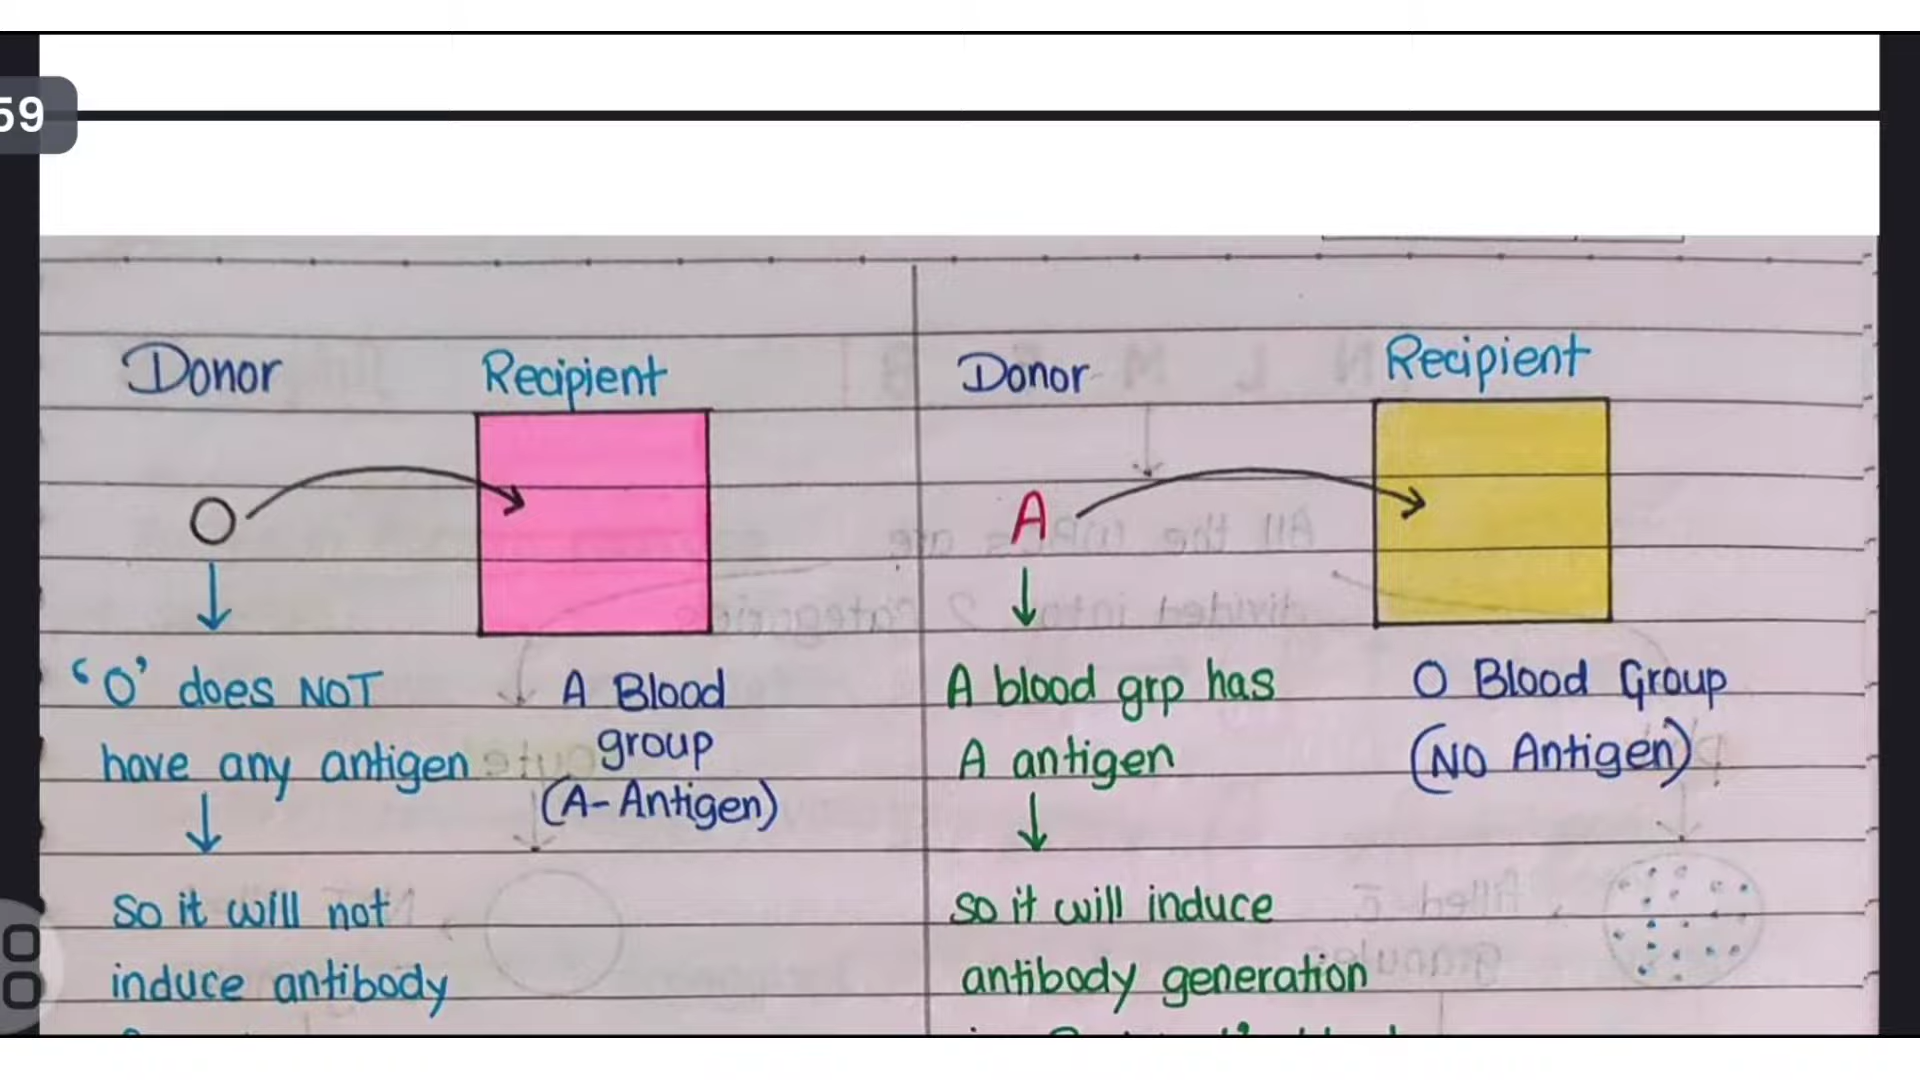 59
Donor Recipient
O
'O' does NOT
have any antigen
A Blood
group
(A-Antigen)
so it will not
induce antibody
Donor Recipient
A
A blood grp has
A antigen
O Blood Group
(NO Antigen)
so it will induce
antibody generation